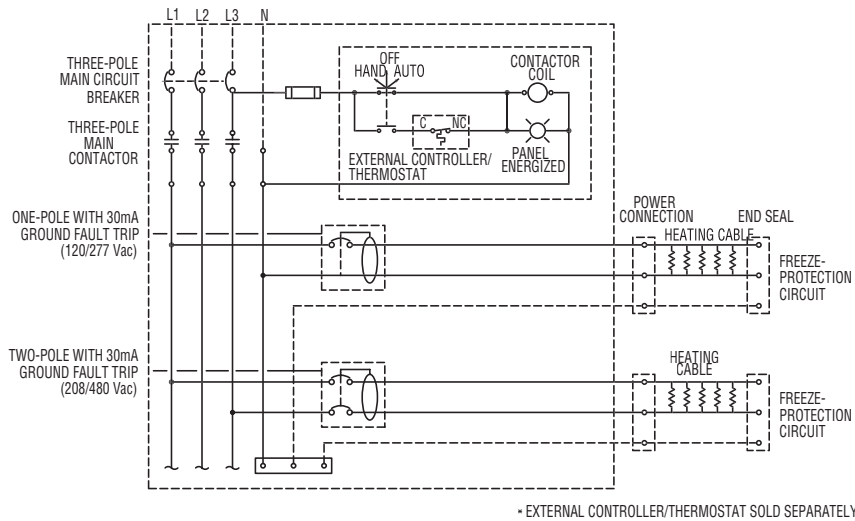 L1 L2 L3 N
THREE-POLE
MAIN CIRCUIT
BREAKER
THREE-POLE
MAIN
CONTACTOR
OFF
HAND AUTO
CONTACTOR
COIL
C NC
EXTERNAL CONTROLLER/
THERMOSTAT
PANEL
ENERGIZED
ONE-POLE WITH 30mA
GROUND FAULT TRIP
(120/277 Vac)
POWER
CONNECTION
END SEAL
HEATING CABLE
FREEZE-
PROTECTION
CIRCUIT
TWO-POLE WITH 30mA
GROUND FAULT TRIP
(208/480 Vac)
HEATING
CABLE
FREEZE-
PROTECTION
CIRCUIT
* EXTERNAL CONTROLLER/THERMOSTAT SOLD SEPARATELY